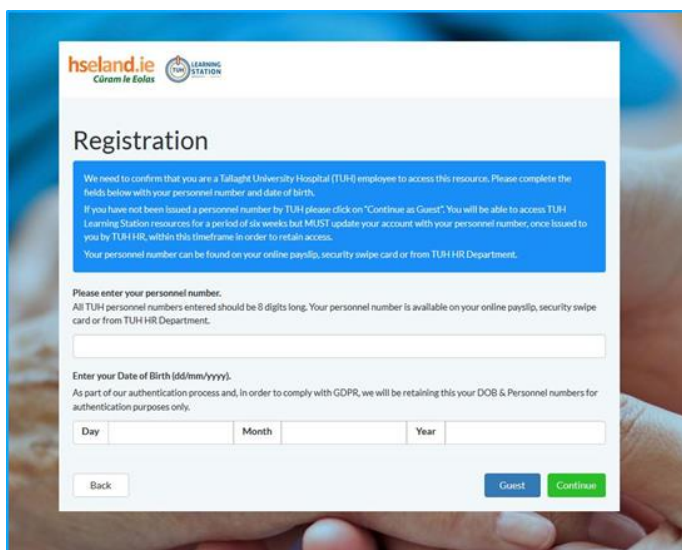 hseland.ie
Cúram le Eolas
TUH
LEARNING
STATION
Registration
We need to confirm that you are a Tallaght University Hospital (TUH) employee to access this resource. Please complete the
fields below with your personnel number and date of birth.
If you have not been issued a personnel number by TUH please click on "Continue as Guest". You will be able to access TUH
Learning Station resources for a period of six weeks but MUST update your account with your personnel number, once issued to
you by TUH HR, within this timeframe in order to retain access.
Your personnel number can be found on your online payslip, security swipe card or from TUH HR Department.
Please enter your personnel number.
All TUH personnel numbers entered should be 8 digits long. Your personnel number is available on your online payslip, security swipe
card or from TUH HR Department.
Enter your Date of Birth (dd/mm/yyyy).
As part of our authentication process and, in order to comply with GDPR, we will be retaining this your DOB & Personnel numbers for
authentication purposes only.
Day Month Year
Back Guest Continue